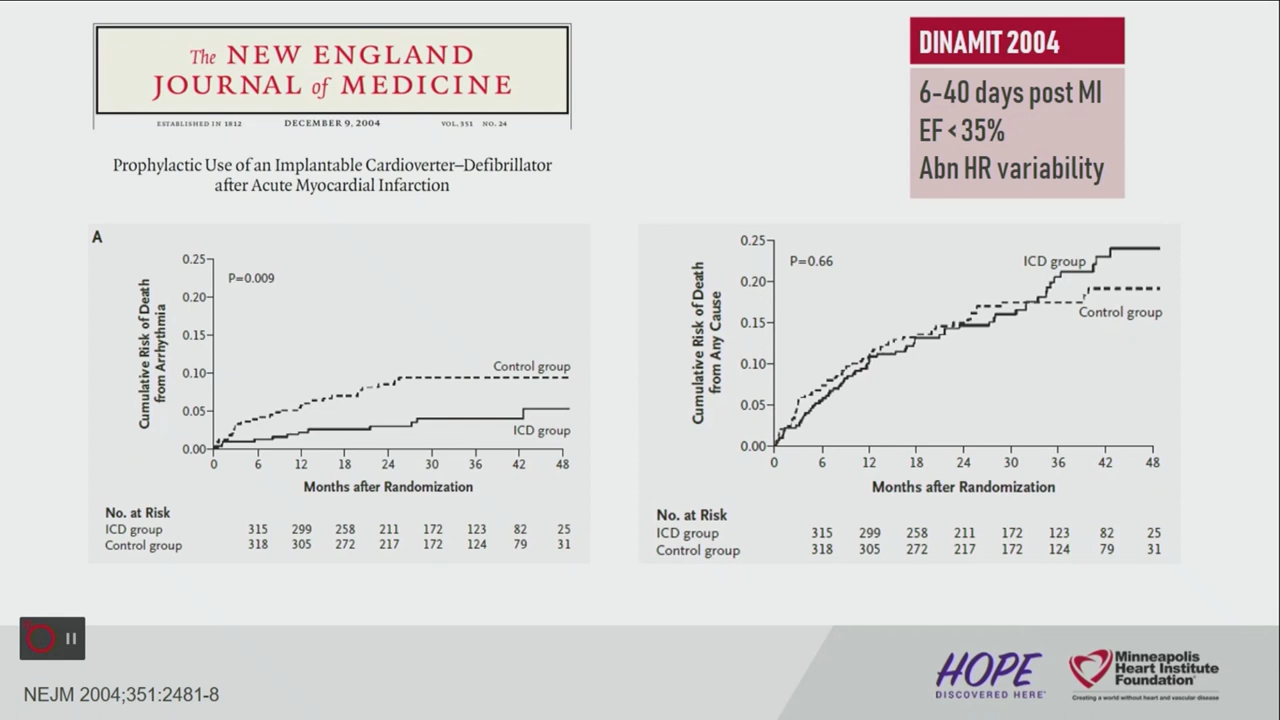 The NEW ENGLAND
JOURNAL of MEDICINE
ESTABLISHED IN 1812 DECEMBER 9, 2004 VOL. 351 NO. 24
Prophylactic Use of an Implantable Cardioverter–Defibrillator
after Acute Myocardial Infarction
DINAMIT 2004
6-40 days post MI
EF < 35%
Abn HR variability
A
Cumulative Risk of Death
from Arrhythmia
0.25
0.20
0.15
0.10
0.05
0.00
P=0.009
Control group
ICD group
0 6 12 18 24 30 36 42 48
Months after Randomization
No. at Risk
ICD group 315 299 258 211 172 123 82 25
Control group 318 305 272 217 172 124 79 31
Cumulative Risk of Death
from Any Cause
0.25
0.20
0.15
0.10
0.05
0.00
P=0.66
ICD group
Control group
0 6 12 18 24 30 36 42 48
Months after Randomization
No. at Risk
ICD group 315 299 258 211 172 123 82 25
Control group 318 305 272 217 172 124 79 31
NEJM 2004;351:2481-8
HOPE
DISCOVERED HERE
Minneapolis
Heart Institute
Foundation
Creating a world without heart and vascular disease